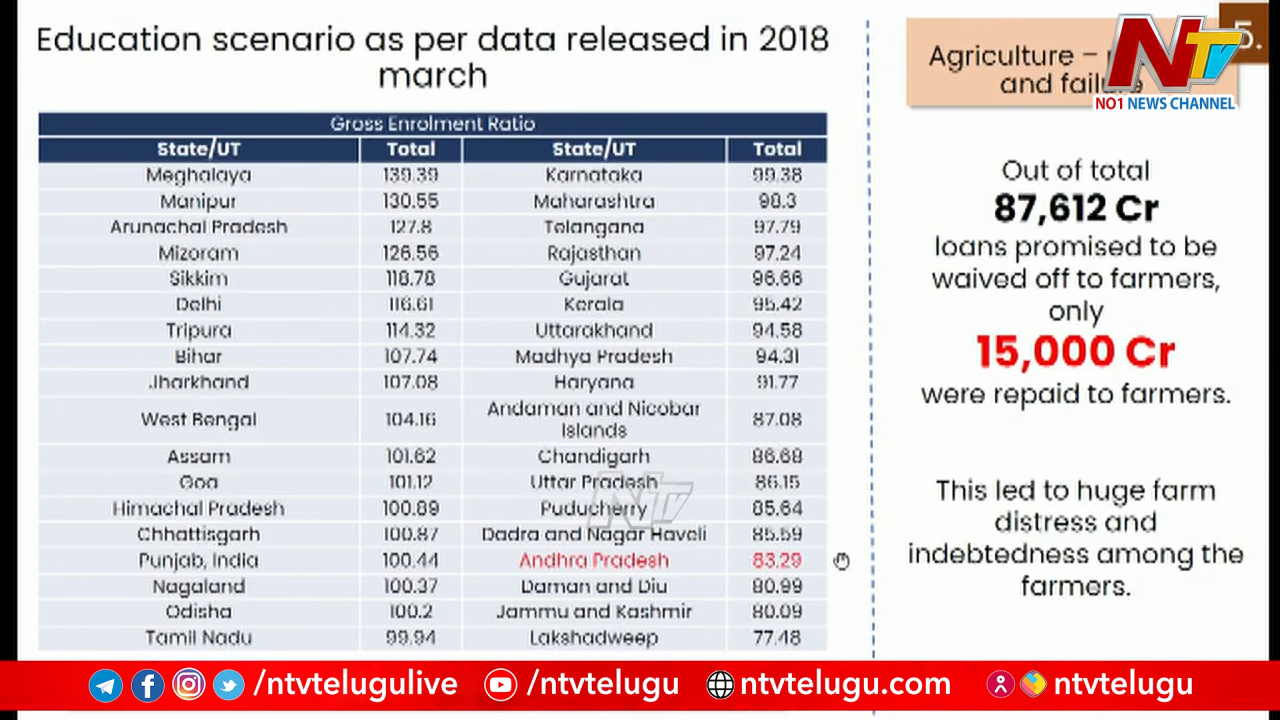 Education scenario as per data released in 2018
march
Gross Enrolment Ratio
State/UT Total State/UT Total
Meghalaya 139.39 Karnataka 99.38
Manipur 130.55 Maharashtra 98.3
Arunachal Pradesh 127.8 Telangana 97.79
Mizoram 126.56 Rajasthan 97.24
Sikkim 118.78 Gujarat 96.66
Delhi 116.61 Kerala 95.42
Tripura 114.32 Uttarakhand 94.58
Bihar 107.74 Madhya Pradesh 94.31
Jharkhand 107.08 Haryana 91.77
West Bengal 104.16 Andaman and Nicobar
Islands 87.08
Assam 101.62 Chandigarh 86.68
Goa 101.12 Uttar Pradesh 86.15
Himachal Pradesh 100.89 Puducherry 85.64
Chhattisgarh 100.87 Dadra and Nagar Haveli 85.59
Punjab, India 100.44 Andhra Pradesh 83.29
Nagaland 100.37 Daman and Diu 80.99
Odisha 100.2 Jammu and Kashmir 80.09
Tamil Nadu 99.94 Lakshadweep 77.48
NTV
5.
Agriculture –
and failure
NTV
NO1 NEWS CHANNEL
Out of total
87,612 Cr
loans promised to be
waived off to farmers,
only
15,000 Cr
were repaid to farmers.
This led to huge farm
distress and
indebtedness among the
farmers.
/ntvtelugulive /ntvtelugu ntvtelugu.com ntvtelugu